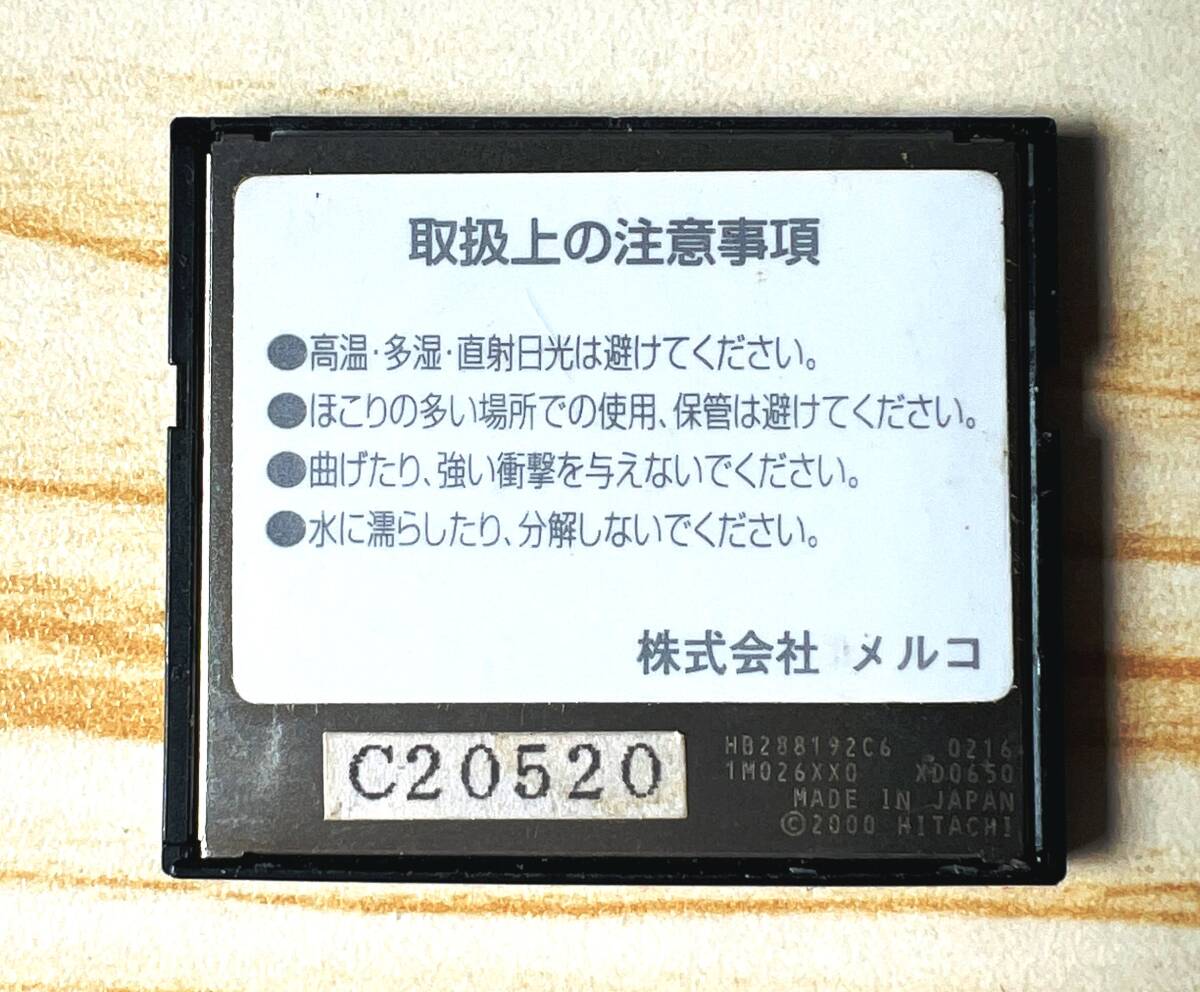 取扱上の注意事項
●高温・多湿・直射日光は避けてください。
●ほこりの多い場所での使用、保管は避けてください。
●曲げたり、強い衝撃を与えないでください。
●水に濡らしたり、分解しないでください。
株式会社 メルコ
C20520
HB288192C6 0216
1M026XX0 XD0650
MADE IN JAPAN
©2000 HITACHI